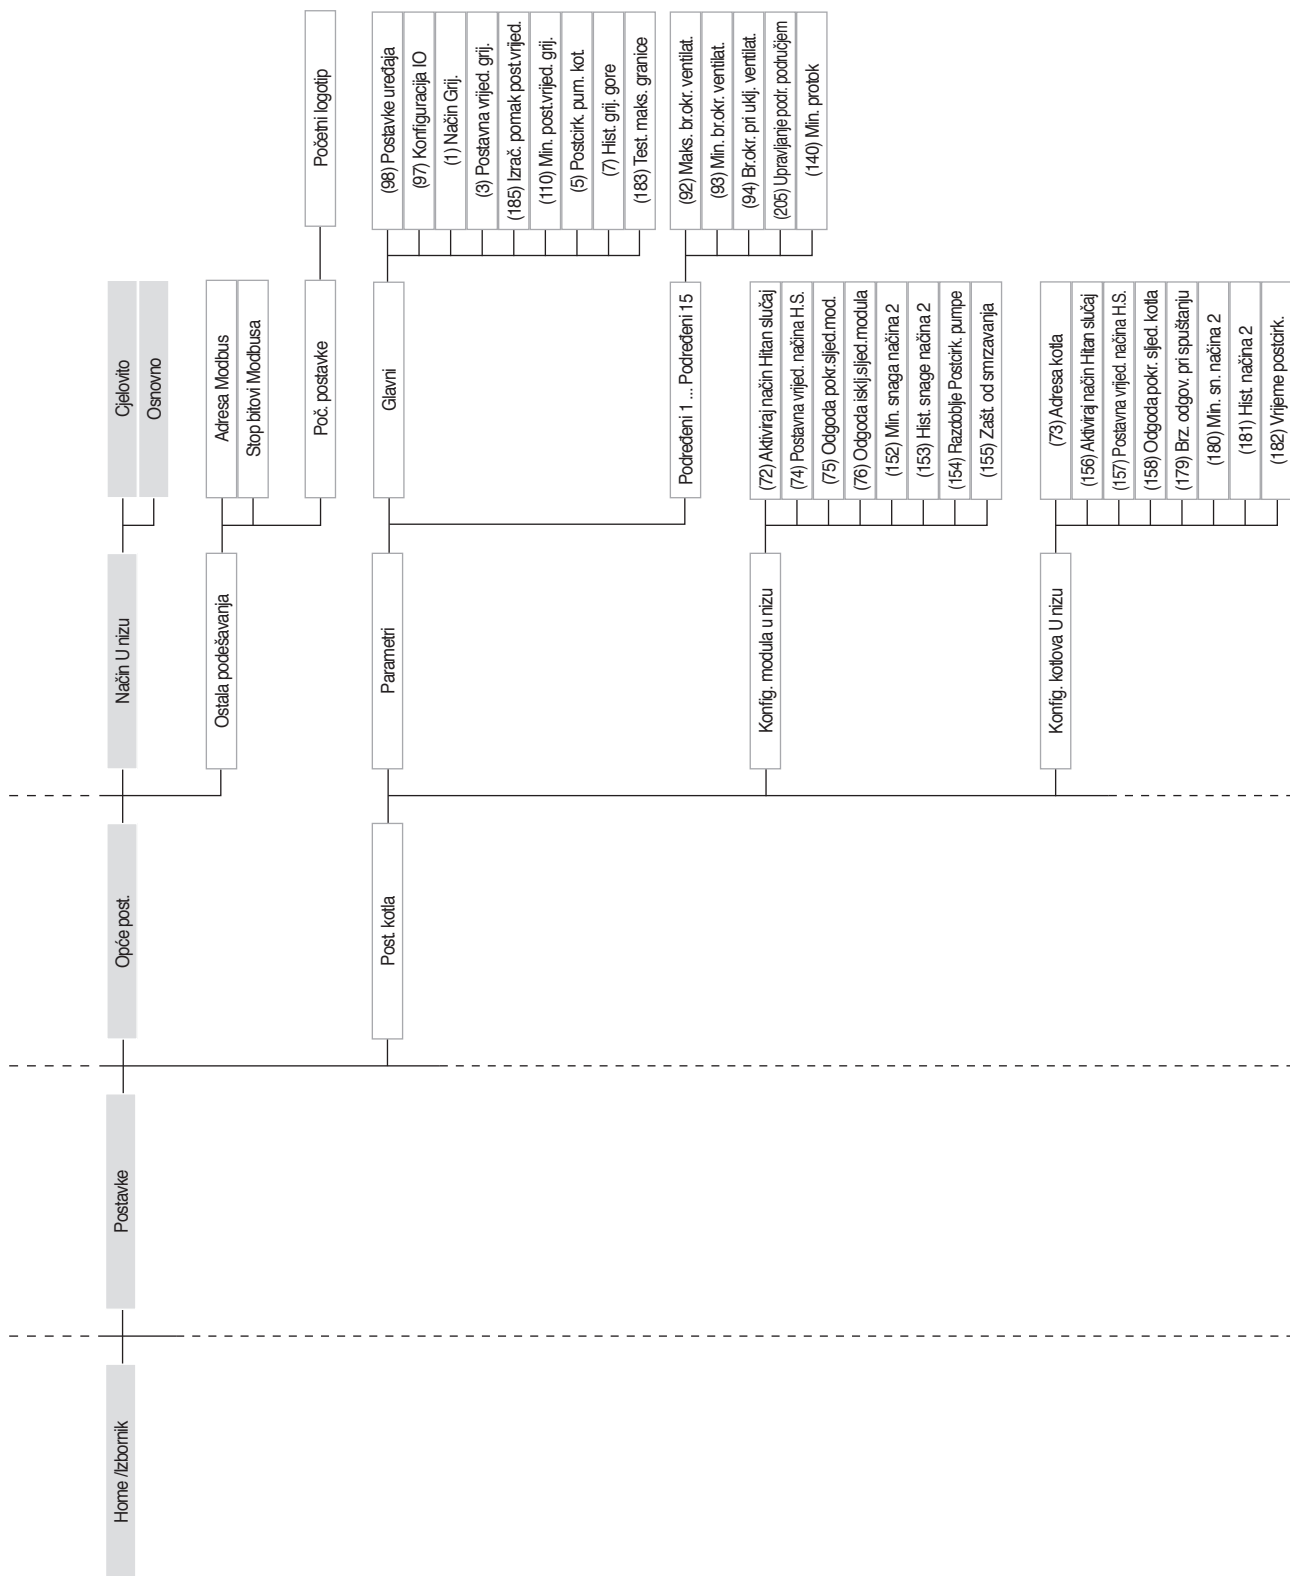 Home /Izbornik
Postavke
Opće post.
Način U nizu
Cjelovito
Osnovno
Ostala podešavanja
Adresa Modbus
Stop bitovi Modbusa
Poč. postavke
Početni logotip
Post. kotla
Parametri
Glavni
(98) Postavke uređaja
(97) Konfiguracija IO
(1) Način Grij.
(3) Postavna vrijed. grij.
(185) Izrač. pomak post.vrijed.
(110) Min. post.vrijed. grij.
(5) Postcirk. pum. kot.
(7) Hist. grij. gore
(183) Test. maks. granice
Podređeni 1 ... Podređeni 15
(92) Maks. br.okr. ventilat.
(93) Min. br.okr. ventilat.
(94) Br.okr. pri uklj. ventilat.
(205) Upravljanje podr. područjem
(140) Min. protok
Konfig. modula u nizu
(72) Aktiviraj način Hitan slučaj
(74) Postavna vrijed. načina H.S.
(75) Odgoda pokr.sljed.mod.
(76) Odgoda isklj.sljed.modula
(152) Min. snaga načina 2
(153) Hist. snage načina 2
(154) Razdoblje Postcirk. pumpe
(155) Zašt. od smrzavanja
Konfig. kotlova U nizu
(73) Adresa kotla
(156) Aktiviraj način Hitan slučaj
(157) Postavna vrijed. načina H.S.
(158) Odgoda pokr. sljed. kotla
(179) Brz. odgov. pri spuštanju
(180) Min. sn. načina 2
(181) Hist. načina 2
(182) Vrijeme postcirk.